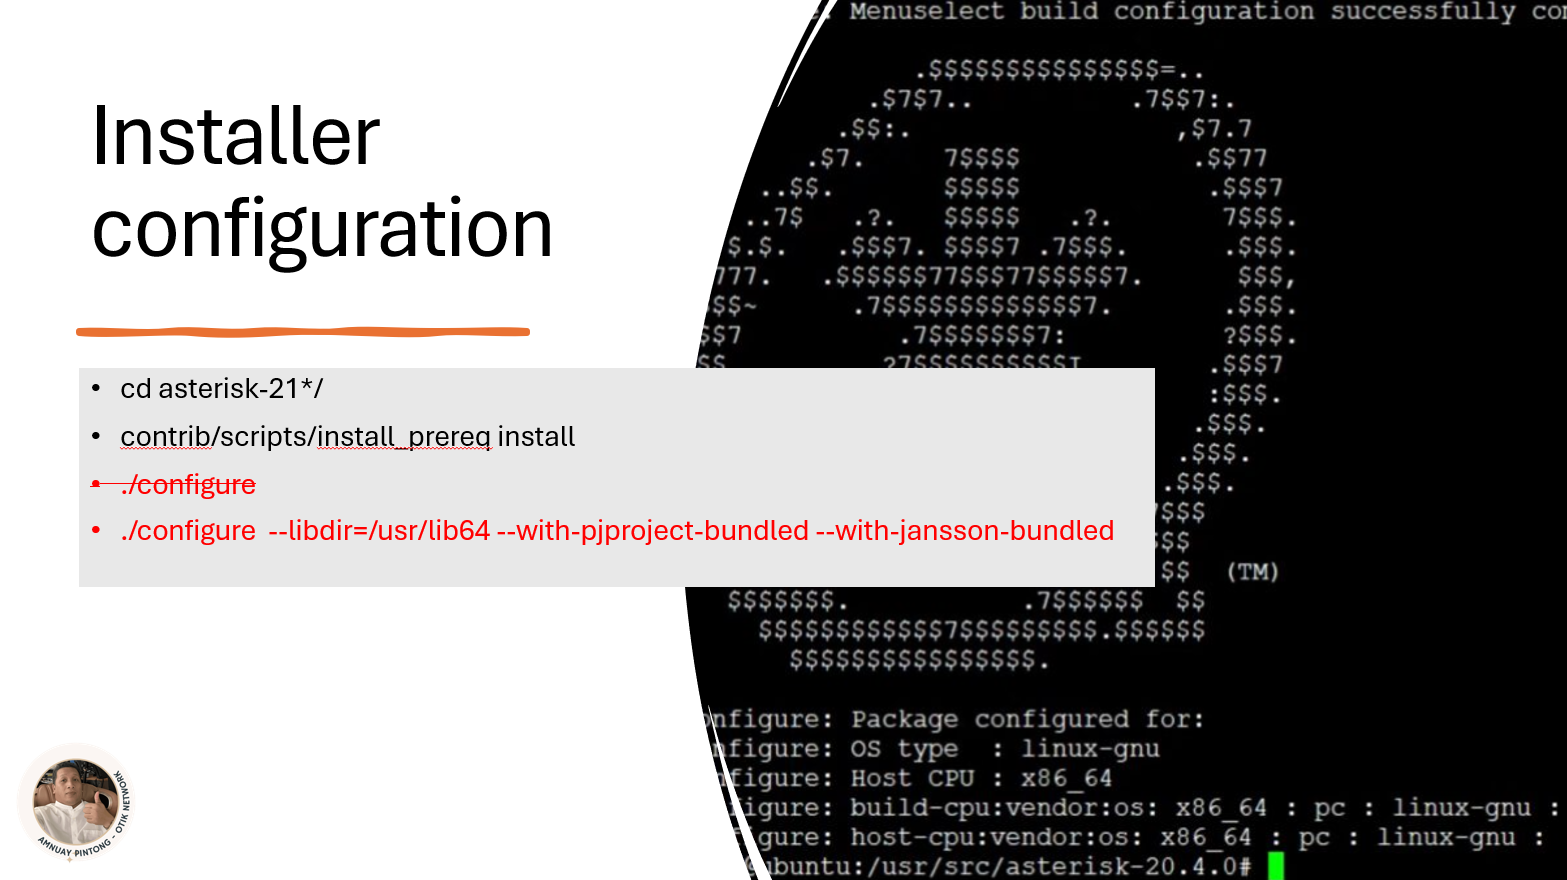 Installer
configuration
• cd asterisk-21*/
• contrib/scripts/install_prereq install
• ./configure
• ./configure  --libdir=/usr/lib64 --with-pjproject-bundled --with-jansson-bundled
Menuselect build configuration successfully con
.$$$$$$$$$$$$$$$=..
.$7$7..          .7$$7:.
.$$:.                 ,$7.7
.$7.     7$$$$           .$$77
..$$.       $$$$$            .$$$7
..7$   .?.   $$$$$   .?.       7$$$.
$.$.   .$$$7. $$$$7 .7$$$.      .$$$.
777.   .$$$$$$77$$$77$$$$$7.      $$$,
$$~      .7$$$$$$$$$$$$$7.       .$$$.
$$7          .7$$$$$$$7:          ?$$$.
$$          ?7$$$$$$$$$$I        .$$$7
:$$$.
.$$$.
.$$$.
.$$$.
$$$
$$
$$  (TM)
$$$$$$$.            .7$$$$$$  $$
$$$$$$$$$$$$7$$$$$$$$$.$$$$$$
$$$$$$$$$$$$$$$$.
onfigure: Package configured for:
nfigure: OS type  : linux-gnu
figure: Host CPU : x86_64
igure: build-cpu:vendor:os: x86_64 : pc : linux-gnu :
gure: host-cpu:vendor:os: x86_64 : pc : linux-gnu :
@ubuntu:/usr/src/asterisk-20.4.0#
AMNUAY PINTONG - OTIK NETWORK